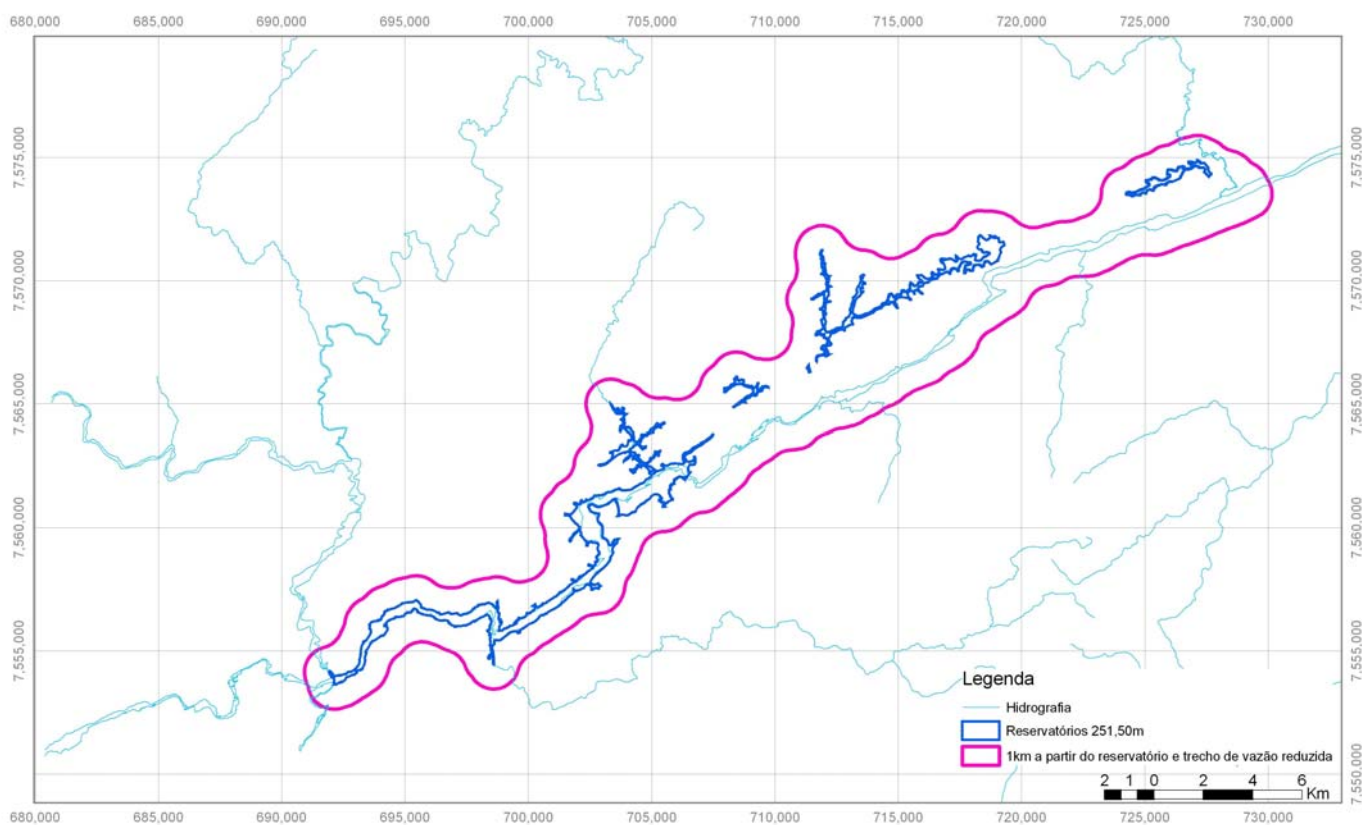 680,000 685,000 690,000 695,000 700,000 705,000 710,000 715,000 720,000 725,000 730,000
7,575,000 7,575,000
7,570,000 7,570,000
7,565,000 7,565,000
7,560,000 7,560,000
7,555,000 7,555,000
7,550,000 7,550,000
Legenda
Hidrografia
Reservatórios 251,50m
1km a partir do reservatório e trecho de vazão reduzida
2 1 0 2 4 6
Km
680,000 685,000 690,000 695,000 700,000 705,000 710,000 715,000 720,000 725,000 730,000